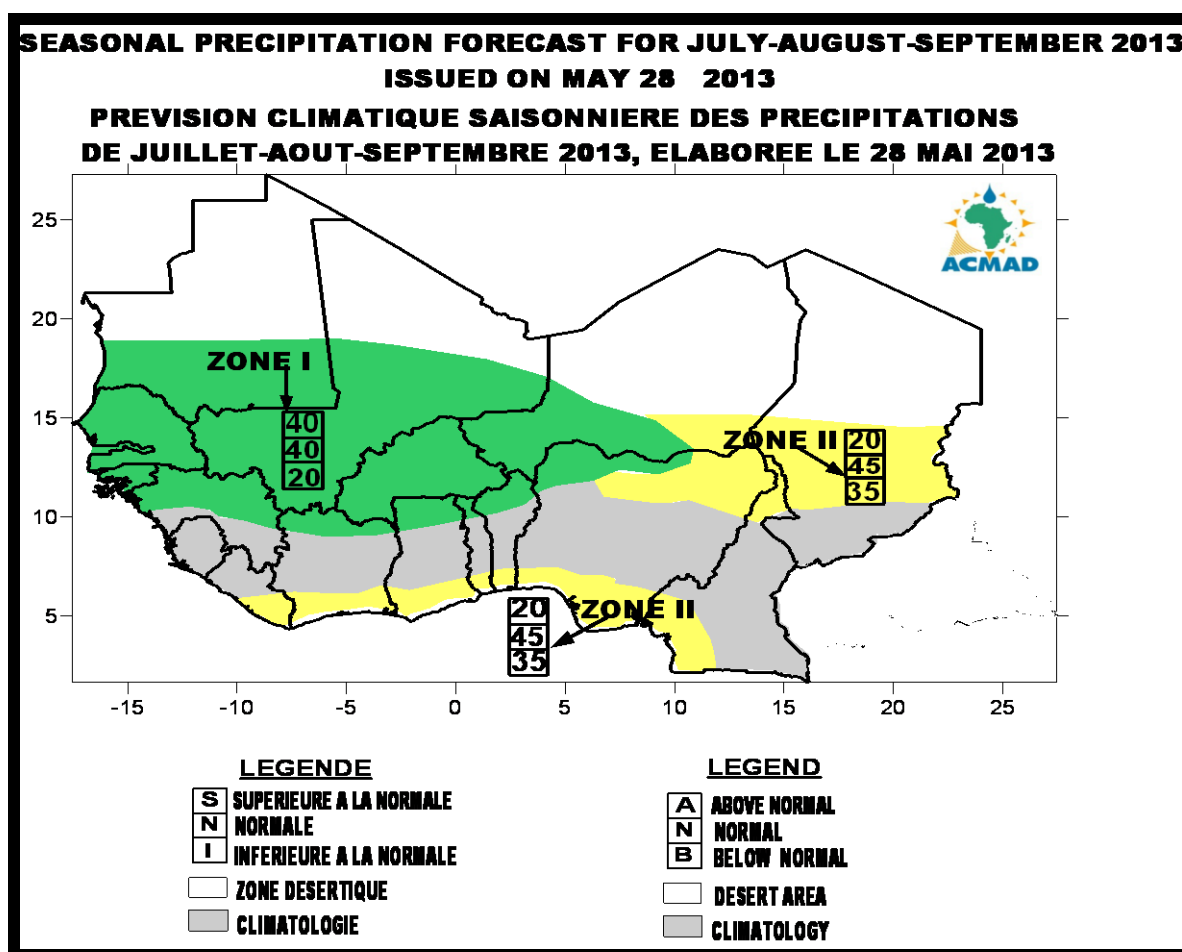 SEASONAL PRECIPITATION FORECAST FOR JULY-AUGUST-SEPTEMBER 2013
ISSUED ON MAY 28 2013
PREVISION CLIMATIQUE SAISONNIERE DES PRECIPITATIONS
DE JUILLET-AOUT-SEPTEMBRE 2013, ELABOREE LE 28 MAI 2013
ACMAD
25
20
15
10
5
ZONE I
40
40
20
ZONE II
20
45
35
ZONE II
20
45
35
-15 -10 -5 0 5 10 15 20 25
LEGENDE
S SUPERIEURE A LA NORMALE
N NORMALE
I INFERIEURE A LA NORMALE
ZONE DESERTIQUE
CLIMATOLOGIE
LEGEND
A ABOVE NORMAL
N NORMAL
B BELOW NORMAL
DESERT AREA
CLIMATOLOGY